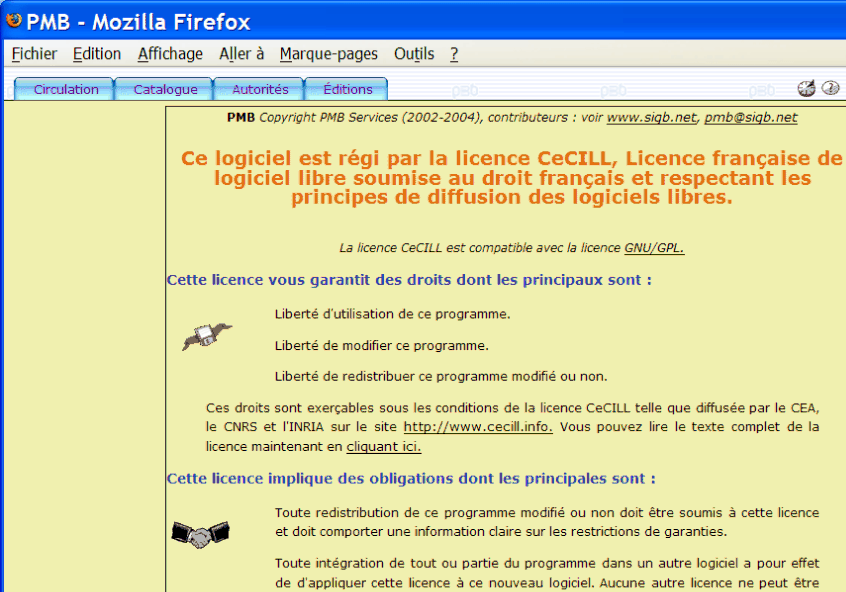 PMB - Mozilla Firefox
Fichier Edition Affichage Aller à Marque-pages Outils ?
Circulation Catalogue Autorités Éditions pmb pmb pmb
PMB Copyright PMB Services (2002-2004), contributeurs : voir www.sigb.net, pmb@sigb.net
Ce logiciel est régi par la licence CeCILL, Licence française de
logiciel libre soumise au droit français et respectant les
principes de diffusion des logiciels libres.
La licence CeCILL est compatible avec la licence GNU/GPL.
Cette licence vous garantit des droits dont les principaux sont :
Liberté d'utilisation de ce programme.
Liberté de modifier ce programme.
Liberté de redistribuer ce programme modifié ou non.
Ces droits sont exerçables sous les conditions de la licence CeCILL telle que diffusée par le CEA,
le CNRS et l'INRIA sur le site http://www.cecill.info. Vous pouvez lire le texte complet de la
licence maintenant en cliquant ici.
Cette licence implique des obligations dont les principales sont :
Toute redistribution de ce programme modifié ou non doit être soumis à cette licence
et doit comporter une information claire sur les restrictions de garanties.
Toute intégration de tout ou partie du programme dans un autre logiciel a pour effet
de d'appliquer cette licence à ce nouveau logiciel. Aucune autre licence ne peut être